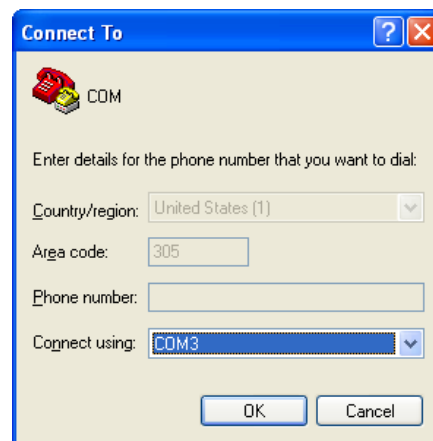 Connect To
COM
Enter details for the phone number that you want to dial:
Country/region: United States (1)
Area code: 305
Phone number:
Connect using: COM3
OK Cancel